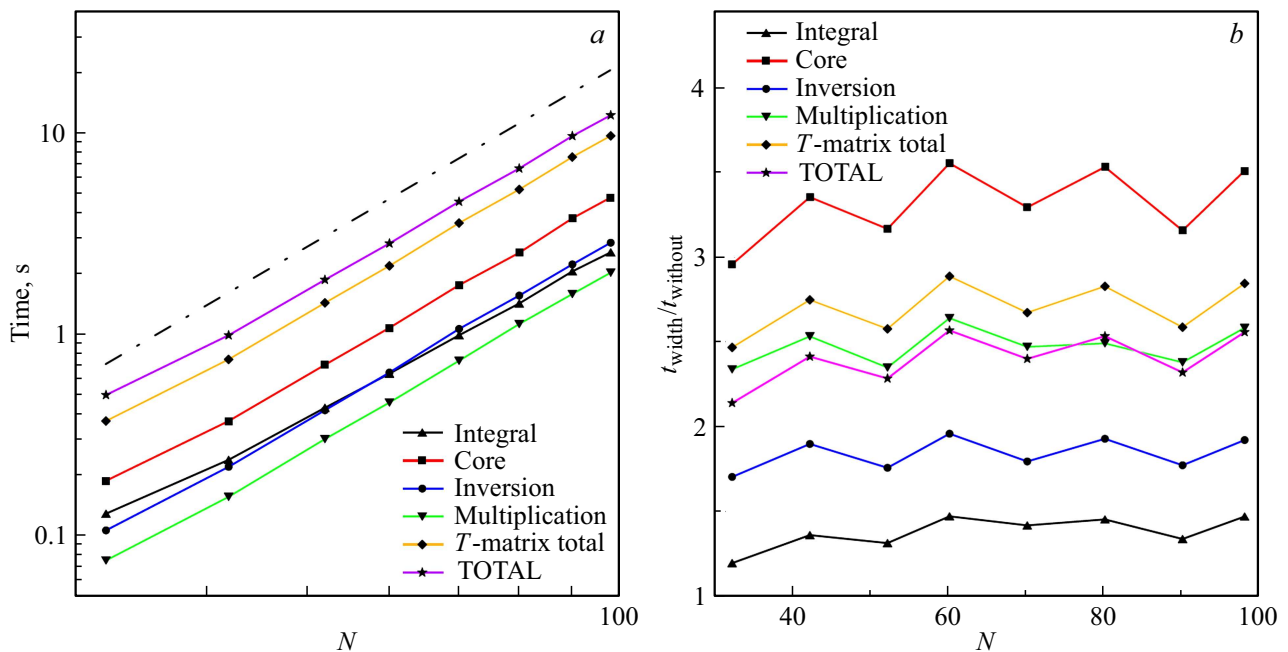 a
10
1
0.1
Time, s
Integral
Core
Inversion
Multiplication
T-matrix total
TOTAL
100
N
b
Integral
Core
Inversion
Multiplication
T-matrix total
TOTAL
4
3
2
1
t_width/t_without
40
60
80
100
N